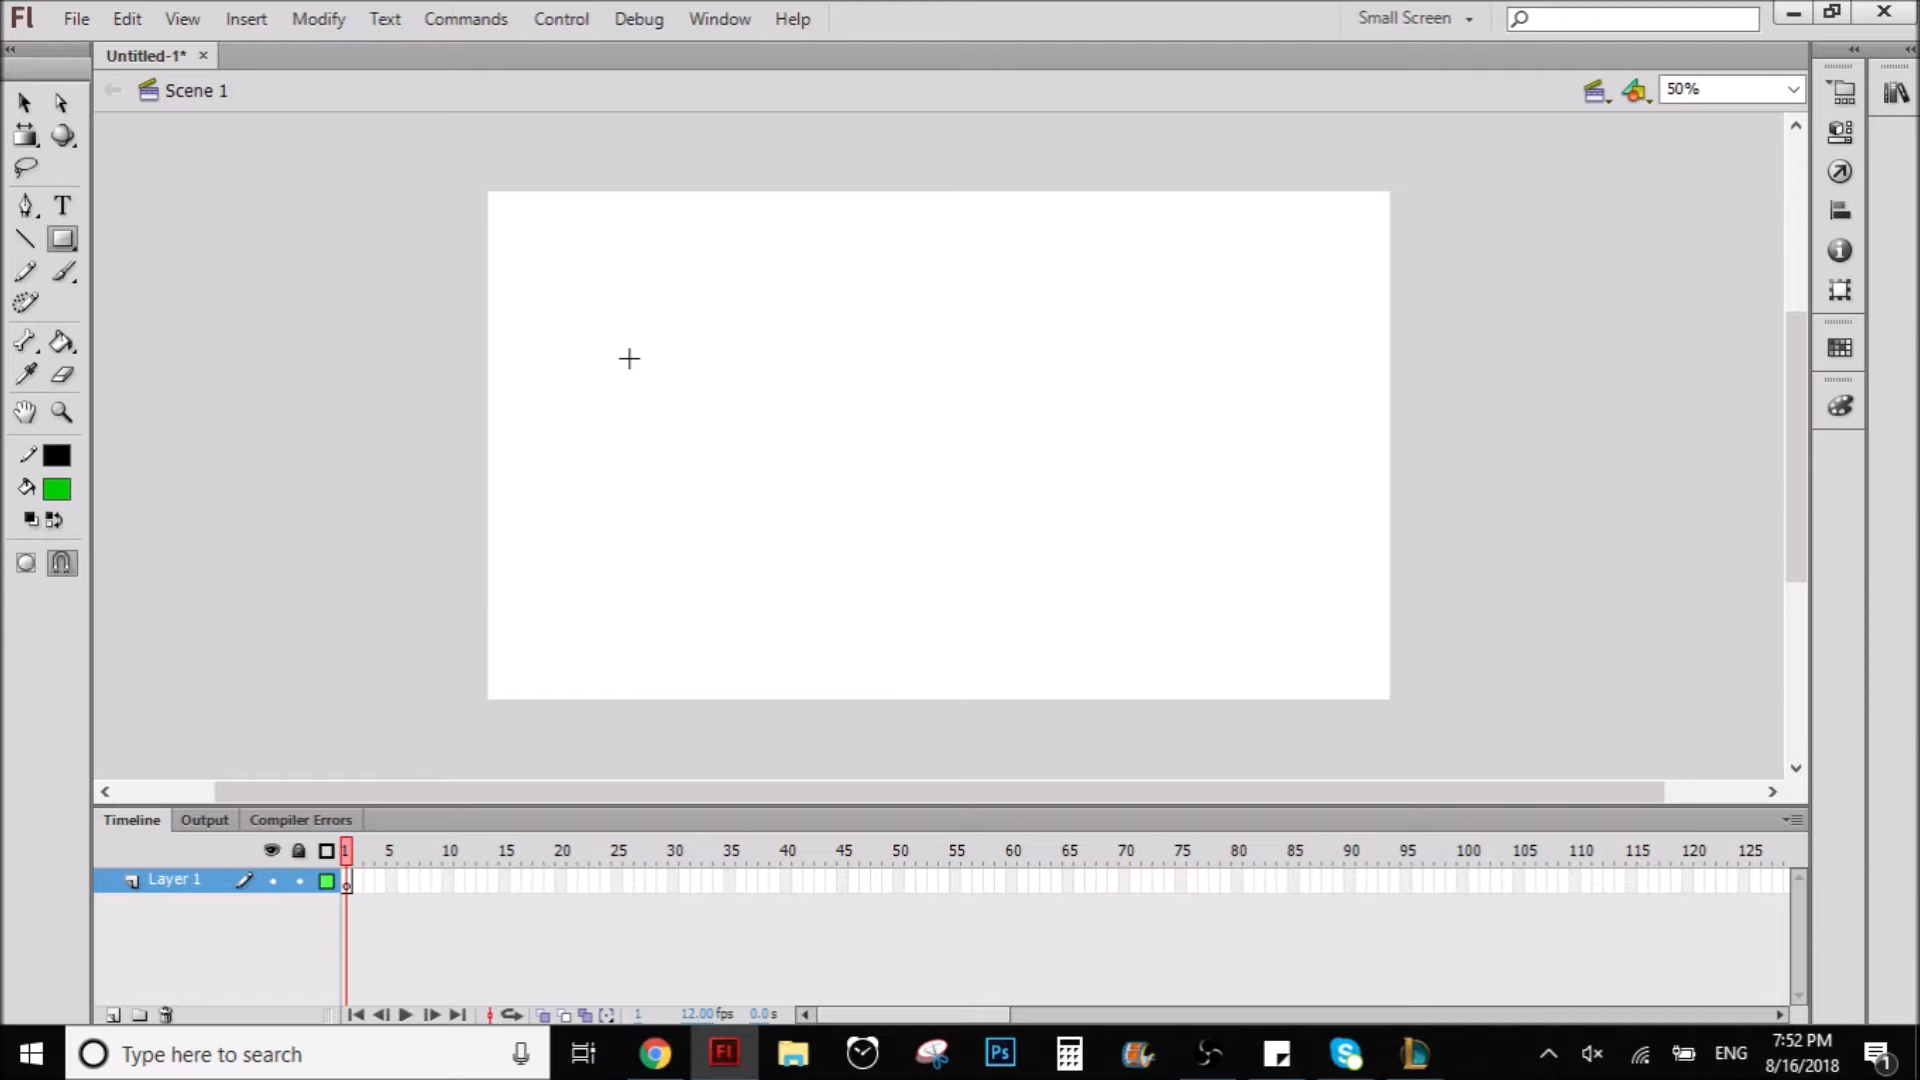 Fl File Edit View Insert Modify Text Commands Control Debug Window Help Small Screen
Untitled-1* ×
Scene 1 50%
T
Timeline Output Compiler Errors
1 5 10 15 20 25 30 35 40 45 50 55 60 65 70 75 80 85 90 95 100 105 110 115 120 125
Layer 1
1 12.00 fps 0.0 s
Type here to search Fl Ps ENG 7:52 PM
8/16/2018 1